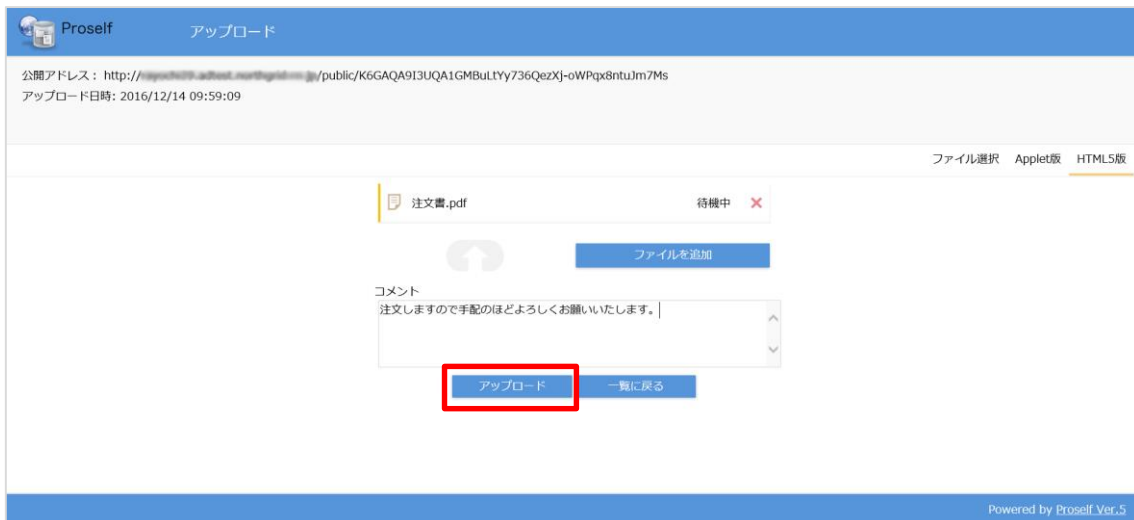 Proself アップロード
公開アドレス: http:// /public/K6GAQA9I3UQA1GMBuLtYy736QezXj-oWPqx8ntuJm7Ms
アップロード日時: 2016/12/14 09:59:09
ファイル選択 Applet版 HTML5版
注文書.pdf 待機中
ファイルを追加
コメント
注文しますので手配のほどよろしくお願いいたします。
アップロード 一覧に戻る
Powered by Proself Ver.5